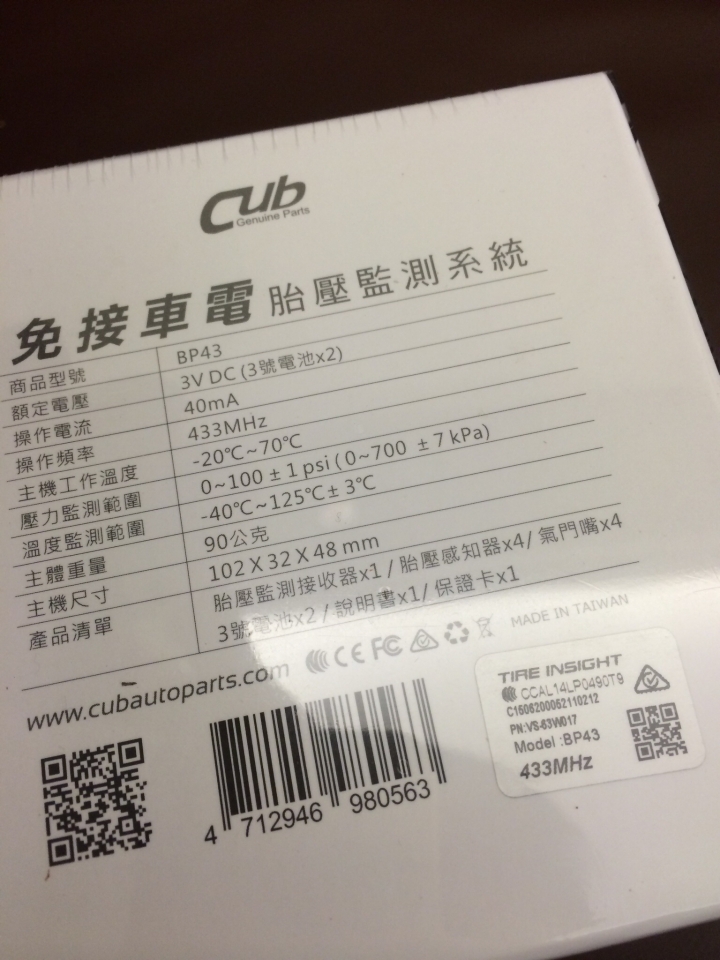 Cub
Genuine Parts
免接車電 胎壓監測系統
商品型號 BP43
額定電壓 3V DC (3號電池x2)
操作電流 40mA
操作頻率 433MHz
主機工作溫度 -20℃~70℃
壓力監測範圍 0~100 ± 1 psi ( 0~700 ± 7 kPa)
溫度監測範圍 -40℃~125℃ ± 3℃
主體重量 90公克
主機尺寸 102 X 32 X 48 mm
產品清單 胎壓監測接收器x1 / 胎壓感知器x4/ 氣門嘴x4
3號電池x2 / 說明書x1/ 保證卡x1
www.cubautoparts.com CE FC MADE IN TAIWAN
TIRE INSIGHT
CCAL14LP0490T9
C1506200052110212
PN:VS-63W017
Model :BP43
433MHz
4 712946 980563